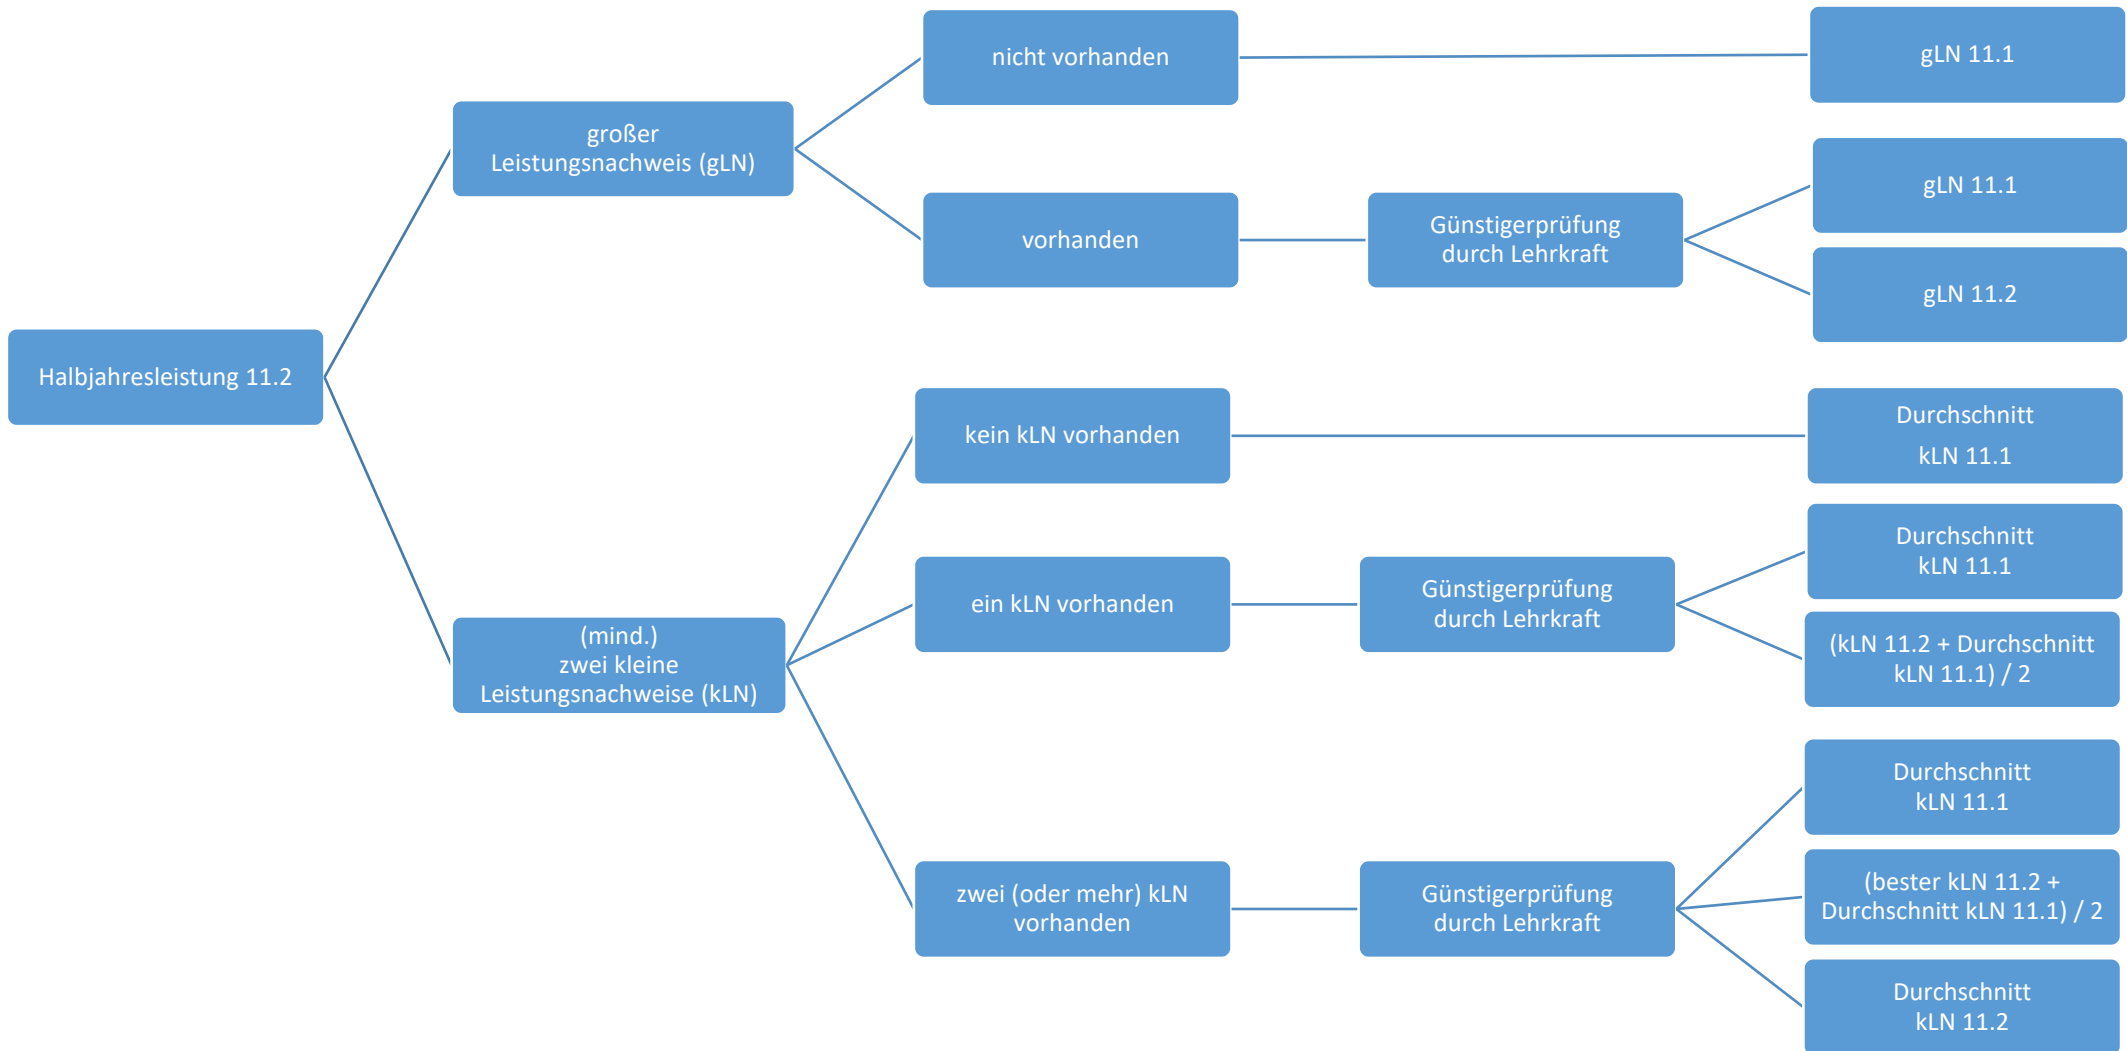 Halbjahresleistung 11.2
großer
Leistungsnachweis (gLN)
nicht vorhanden
gLN 11.1
vorhanden
Günstigerprüfung
durch Lehrkraft
gLN 11.1
gLN 11.2
(mind.)
zwei kleine
Leistungsnachweise (kLN)
kein kLN vorhanden
Durchschnitt
kLN 11.1
ein kLN vorhanden
Günstigerprüfung
durch Lehrkraft
Durchschnitt
kLN 11.1
(kLN 11.2 + Durchschnitt
kLN 11.1) / 2
zwei (oder mehr) kLN
vorhanden
Günstigerprüfung
durch Lehrkraft
Durchschnitt
kLN 11.1
(bester kLN 11.2 +
Durchschnitt kLN 11.1) / 2
Durchschnitt
kLN 11.2